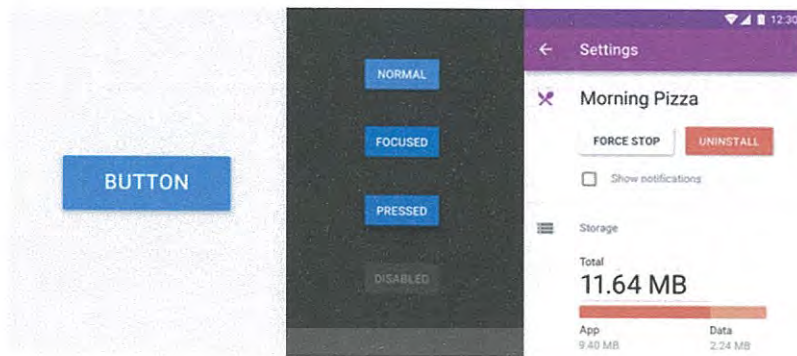 BUTTON
NORMAL
FOCUSED
PRESSED
DISABLED
12:30
Settings
Morning Pizza
FORCE STOP
UNINSTALL
Show notifications
Storage
Total
11.64 MB
App
Data
9.40 MB
2.24 MB